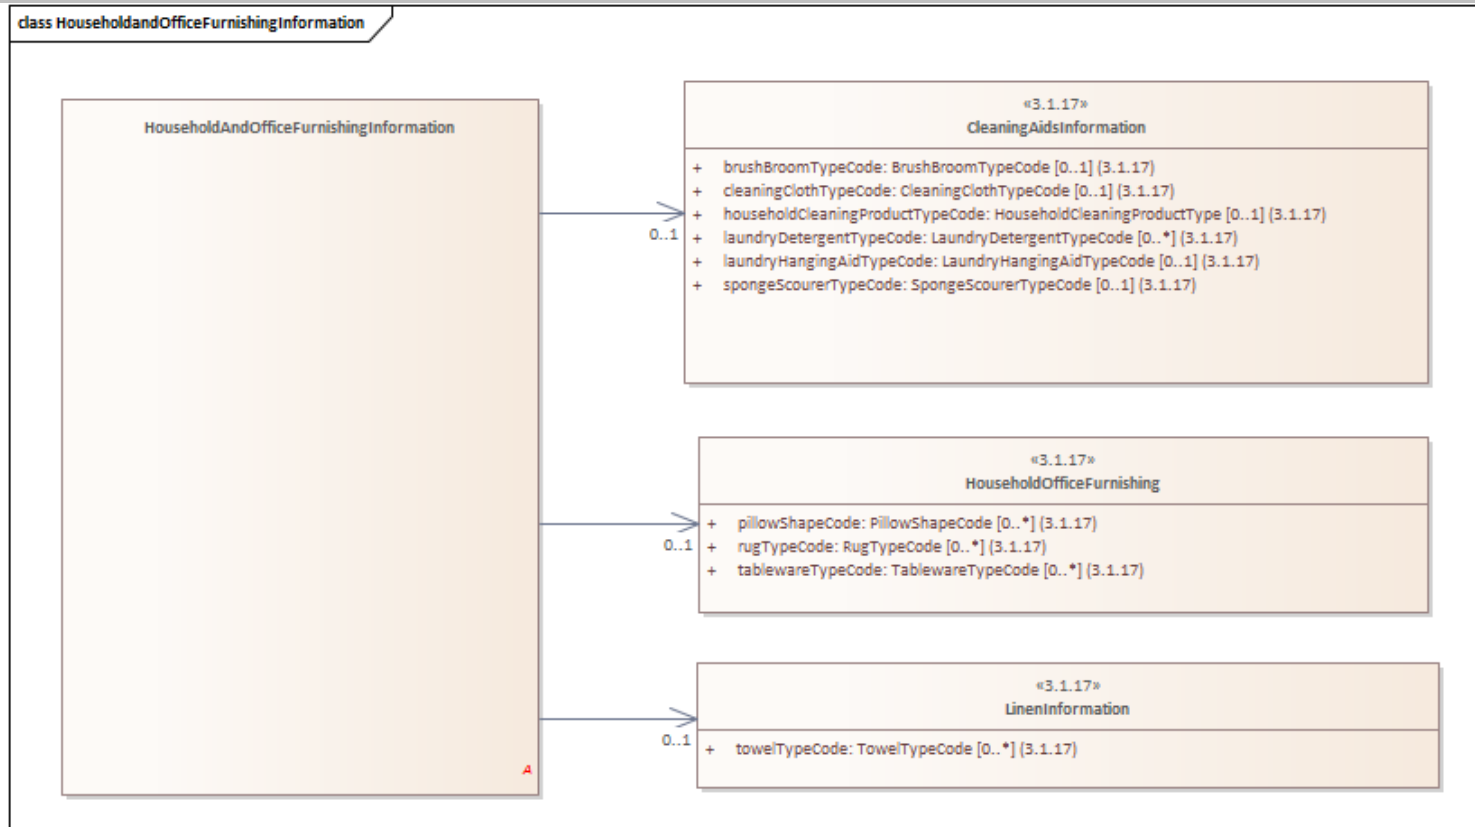 class HouseholdandOfficeFurnishingInformation
HouseholdAndOfficeFurnishingInformation
A
«3.1.17»
CleaningAidsInformation
+ brushBroomTypeCode: BrushBroomTypeCode [0..1] (3.1.17)
+ cleaningClothTypeCode: CleaningClothTypeCode [0..1] (3.1.17)
+ householdCleaningProductTypeCode: HouseholdCleaningProductType [0..1] (3.1.17)
+ laundryDetergentTypeCode: LaundryDetergentTypeCode [0..*] (3.1.17)
+ laundryHangingAidTypeCode: LaundryHangingAidTypeCode [0..1] (3.1.17)
+ spongeScourerTypeCode: SpongeScourerTypeCode [0..1] (3.1.17)
0..1
«3.1.17»
HouseholdOfficeFurnishing
+ pillowShapeCode: PillowShapeCode [0..*] (3.1.17)
+ rugTypeCode: RugTypeCode [0..*] (3.1.17)
+ tablewareTypeCode: TablewareTypeCode [0..*] (3.1.17)
0..1
«3.1.17»
LinenInformation
+ towelTypeCode: TowelTypeCode [0..*] (3.1.17)
0..1